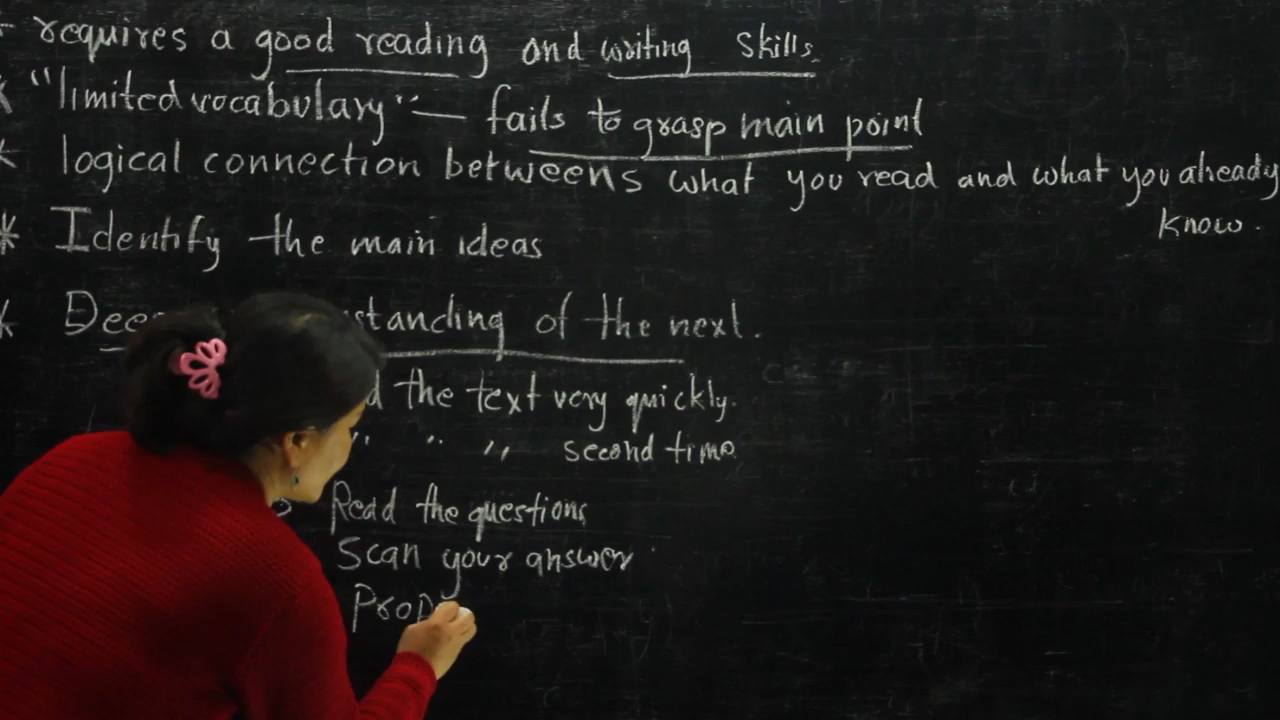 requires a good reading and writing skills.
* "limited vocabulary" — fails to grasp main point
* logical connection betweens what you read and what you already
know.
* Identify the main ideas
* standing of the next.
the text very quickly.
" " " second time
Read the questions
Scan your answer
Prop